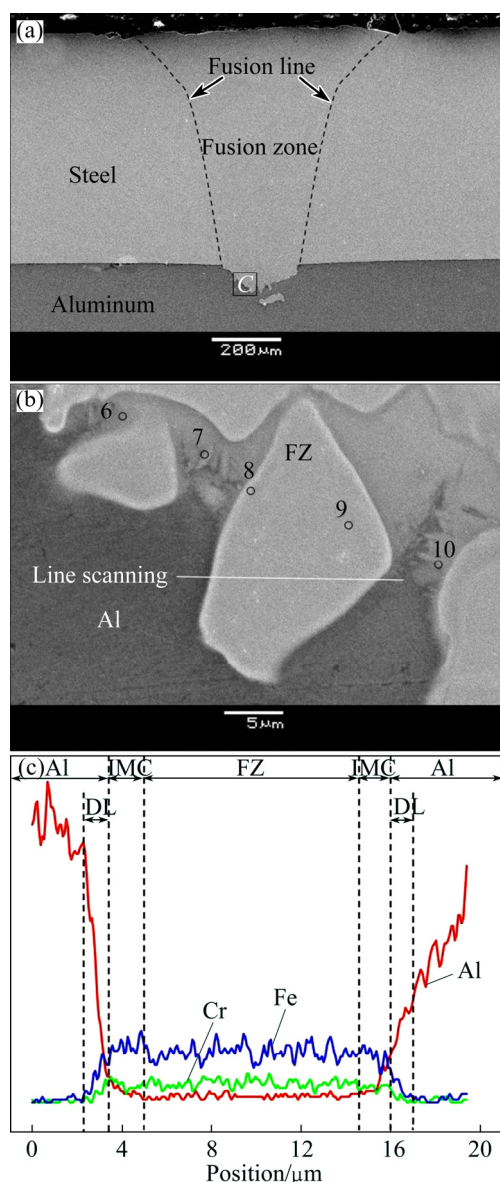 (a)
Fusion line
Fusion zone
Steel
C
Aluminum
200μm
(b)
6
7
8
FZ
9
10
Line scanning
Al
5μm
(c) Al IMC FZ IMC Al
DL DL
Al
Cr Fe
0 4 8 12 16 20
Position/μm